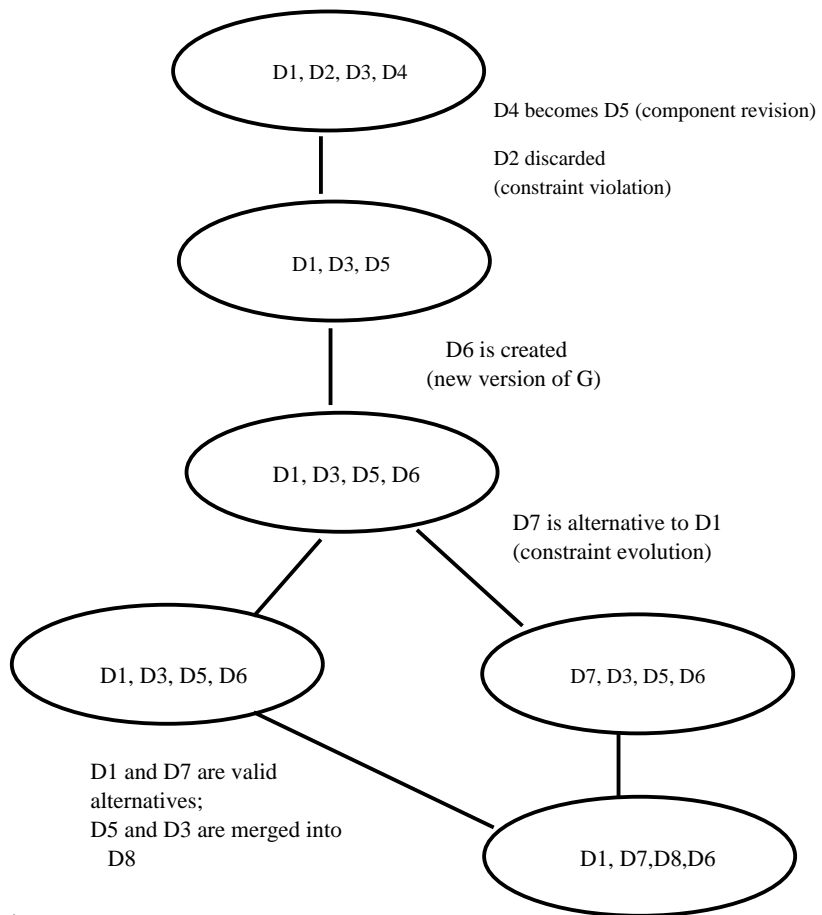 D1, D2, D3, D4
D4 becomes D5 (component revision)
D2 discarded
(constraint violation)
D1, D3, D5
D6 is created
(new version of G)
D1, D3, D5, D6
D7 is alternative to D1
(constraint evolution)
D1, D3, D5, D6
D7, D3, D5, D6
D1 and D7 are valid
alternatives;
D5 and D3 are merged into
D8
D1, D7,D8,D6